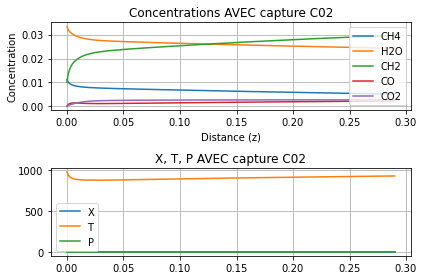 Concentrations AVEC capture C02
Concentration
0.03
0.02
0.01
0.00
CH4
H2O
CH2
CO
CO2
0.00 0.05 0.10 0.15 0.20 0.25 0.30
Distance (z)
X, T, P AVEC capture C02
1000
500
0
X
T
P
0.00 0.05 0.10 0.15 0.20 0.25 0.30